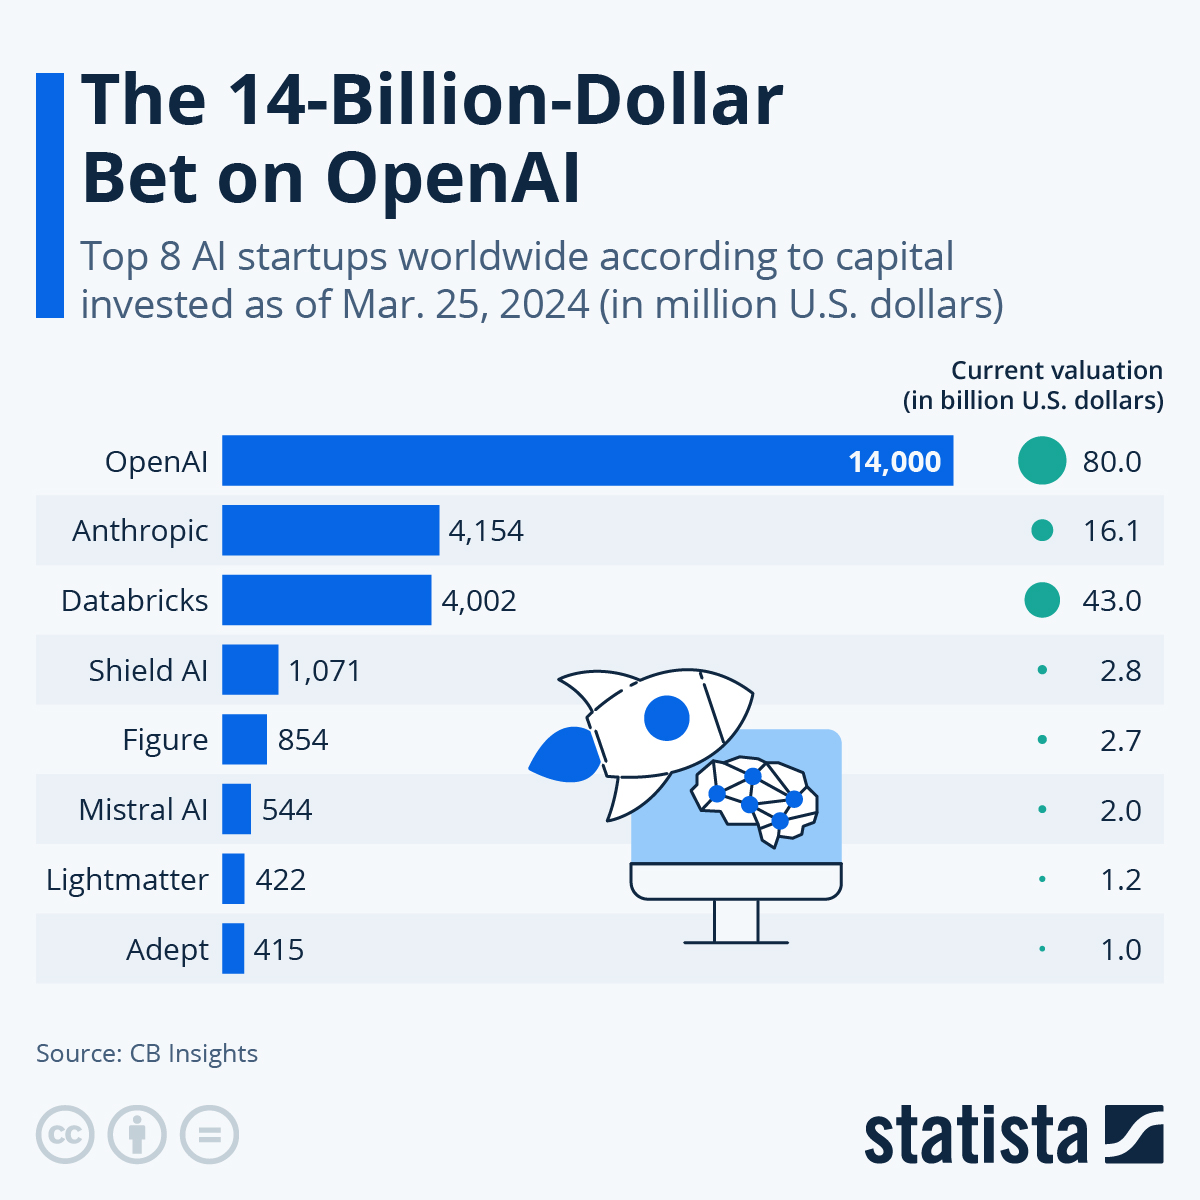 The 14-Billion-Dollar
Bet on OpenAI
Top 8 AI startups worldwide according to capital
invested as of Mar. 25, 2024 (in million U.S. dollars)
Current valuation
(in billion U.S. dollars)
OpenAI 14,000 80.0
Anthropic 4,154 16.1
Databricks 4,002 43.0
Shield AI 1,071 2.8
Figure 854 2.7
Mistral AI 544 2.0
Lightmatter 422 1.2
Adept 415 1.0
Source: CB Insights
cc
statista